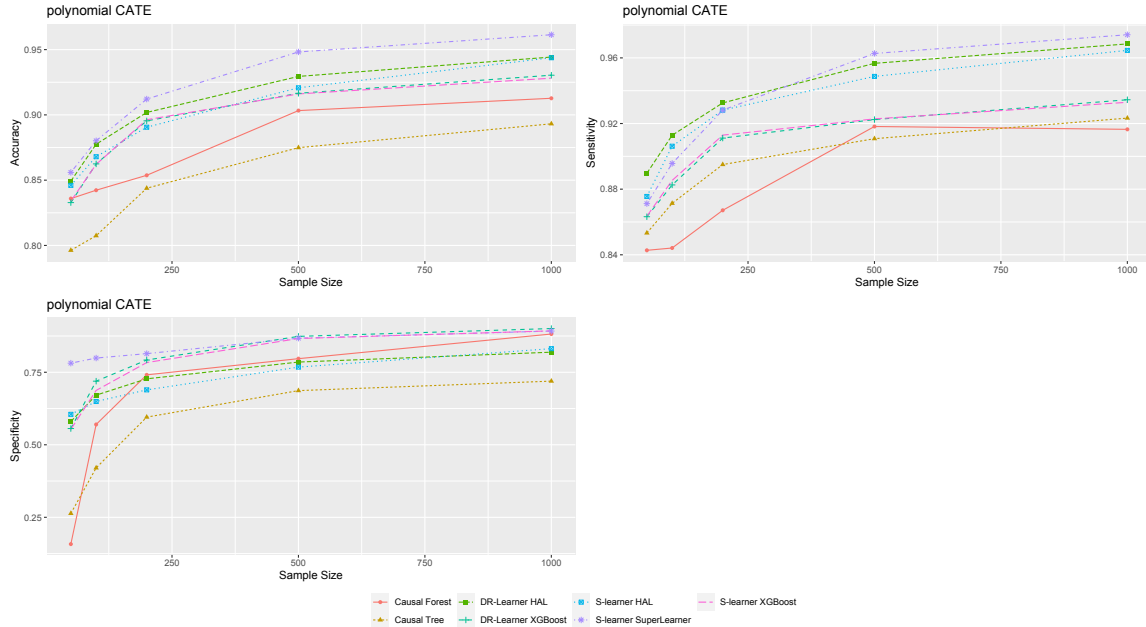 polynomial CATE
polynomial CATE
0.95
0.90
0.85
0.80
Accuracy
250
500
750
1000
Sample Size
0.96
0.92
0.88
0.84
Sensitivity
250
500
750
1000
Sample Size
polynomial CATE
0.75
0.50
0.25
Specificity
250
500
750
1000
Sample Size
Causal Forest
DR-Learner HAL
S-learner HAL
S-learner XGBoost
Causal Tree
DR-Learner XGBoost
S-learner SuperLearner